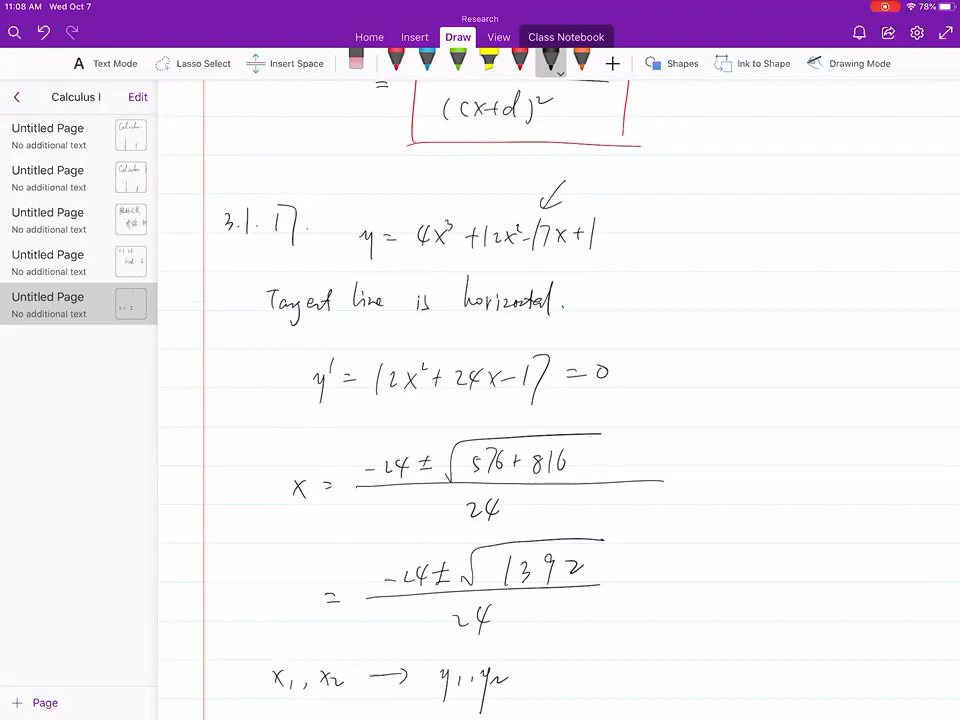 11:08 AM Wed Oct 7
78%
Research
Home Insert Draw View Class Notebook
Text Mode Lasso Select Insert Space Shapes Ink to Shape Drawing Mode
Calculus I Edit
Untitled Page
No additional text
Untitled Page
No additional text
Untitled Page
No additional text
Untitled Page
No additional text
Untitled Page
No additional text
Page
=
(cx+d)²
3.1.17. y = 4x³ +12x²-17x+1
Tangent line is horizontal.
y' = 12x²+24x-17 = 0
x = (-24 ± √(576+816)) / 24
= (-24 ± √(1392)) / 24
x₁, x₂ → y₁, y₂